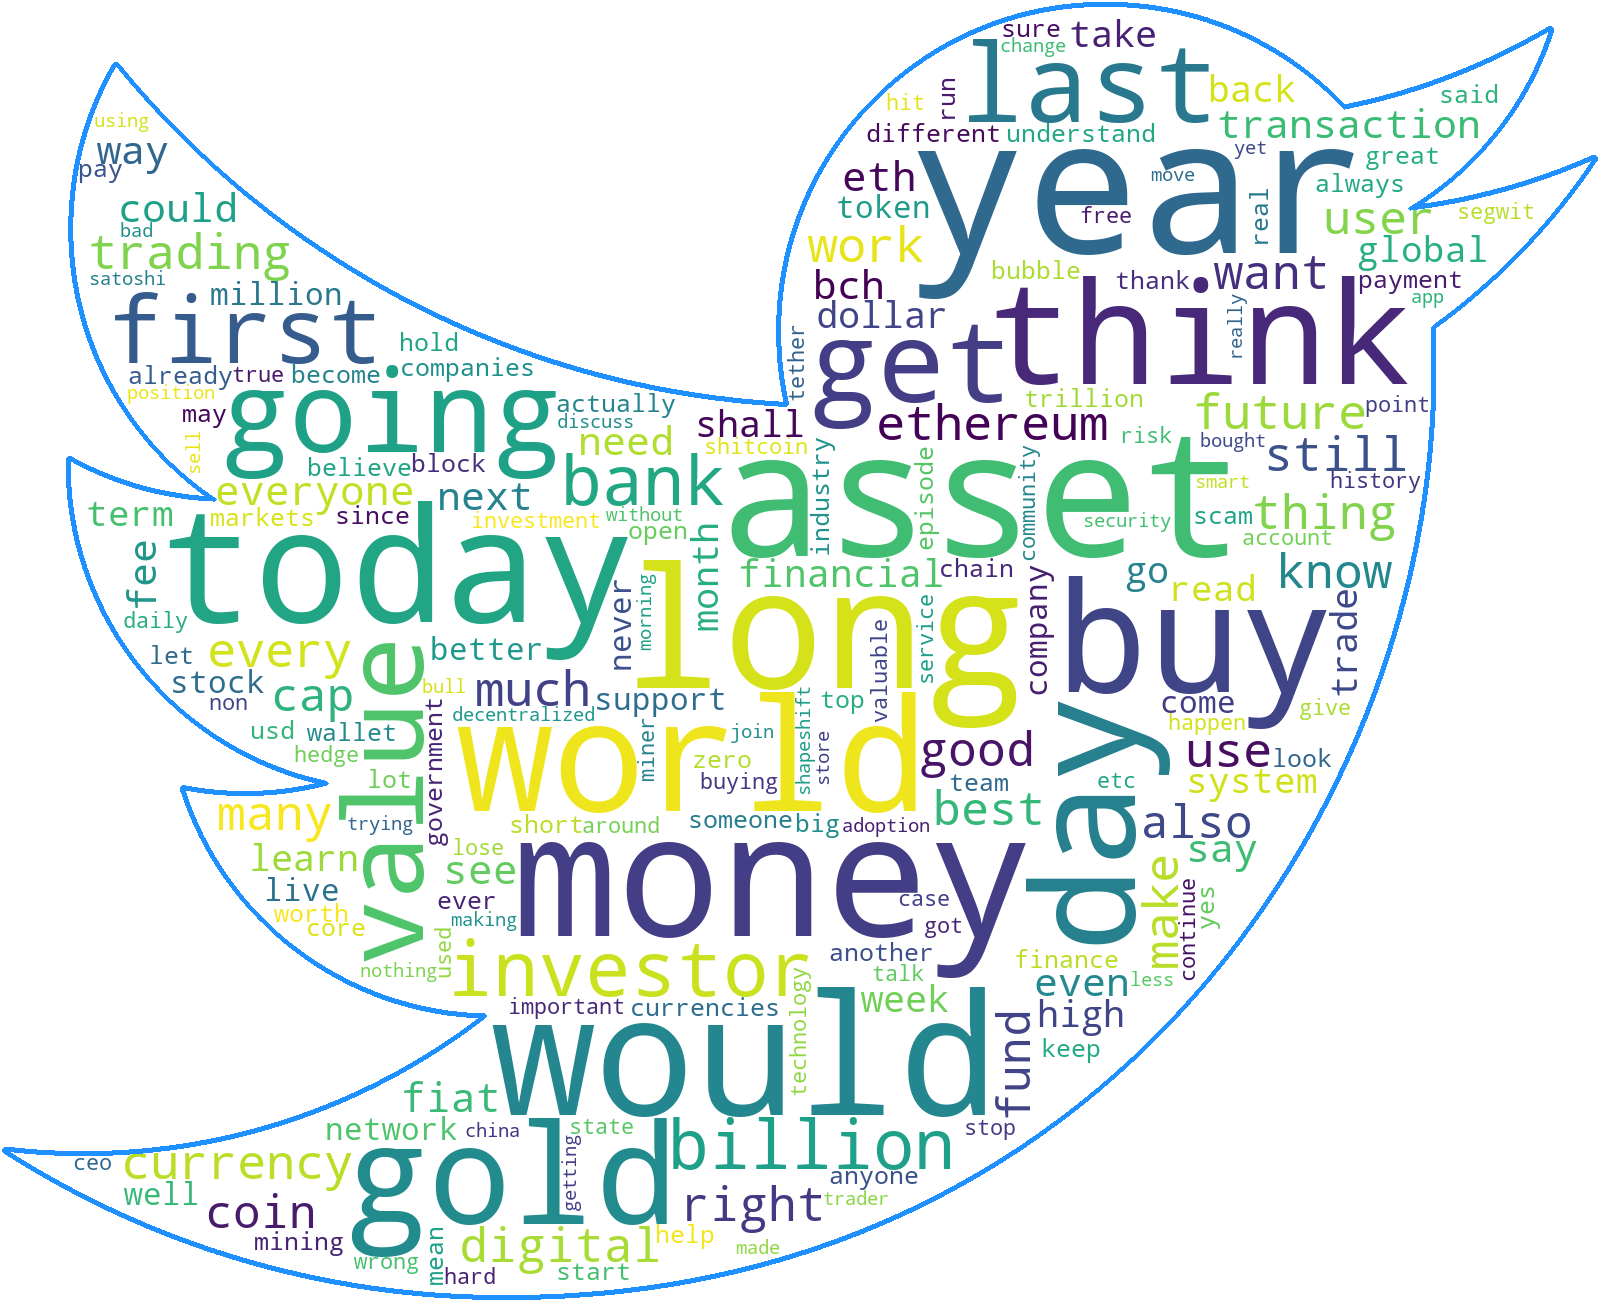 sure
take
change
last
back
said
hit
run
using
different
understand
transaction
way
year
yet
great
pay
eth
move
always
could
token
free
real
user
segwit
bad
trading
work
global
satoshi
bubble
thank
want
payment
million
bch
think
app
first
dollar
really
hold
tether
get
already
true
become
companies
position
going
trillion
may
actually
shall
ethereum
future
point
discuss
need
shitcoin
risk
bought
still
sell
believe
block
bank
industry
episode
asset
community
smart
history
everyone
next
term
markets
since
investment
without
security
scam
thing
today
open
month
account
fee
financial
chain
go
know
never
morning
long
service
company
buy
read
trade
daily
value
every
better
valuable
let
stock
cap
bull
much
support
top
come
give
non
decentralized
world
shapeshift
happen
usd
wallet
government
miner
join
store
good
day
use
look
hedge
zero
lot
buying
team
etc
system
many
trying
short
around
someone
big
adoption
best
also
learn
lose
money
say
see
live
ever
case
make
continue
yes
worth
core
making
got
used
another
finance
nothing
investor
talk
even
less
important
currencies
technology
week
high
would
fund
keep
fiat
network
china
state
gold
billion
stop
ceo
currency
getting
anyone
well
coin
right
trader
mining
mean
digital
help
made
wrong
hard
start